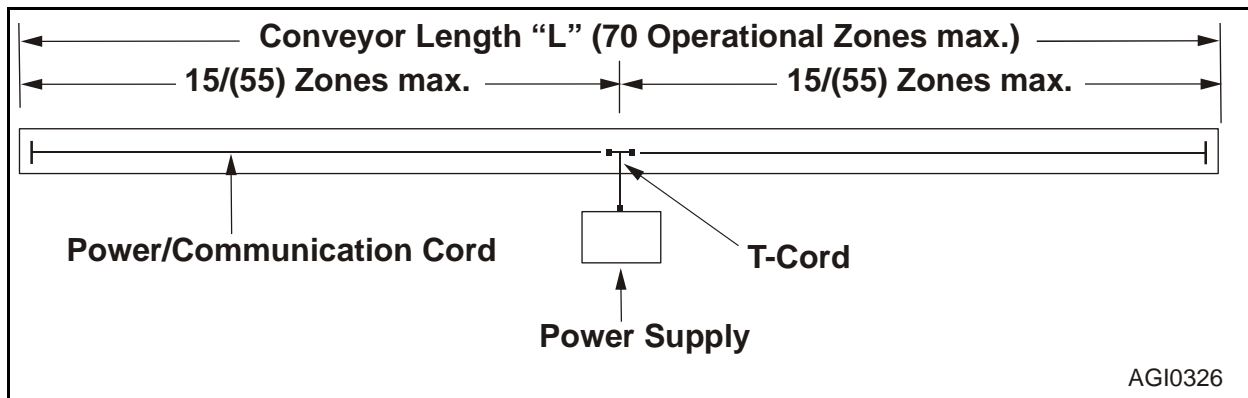 Conveyor Length “L” (70 Operational Zones max.)
15/(55) Zones max. 15/(55) Zones max.
Power/Communication Cord
T-Cord
Power Supply
AGI0326